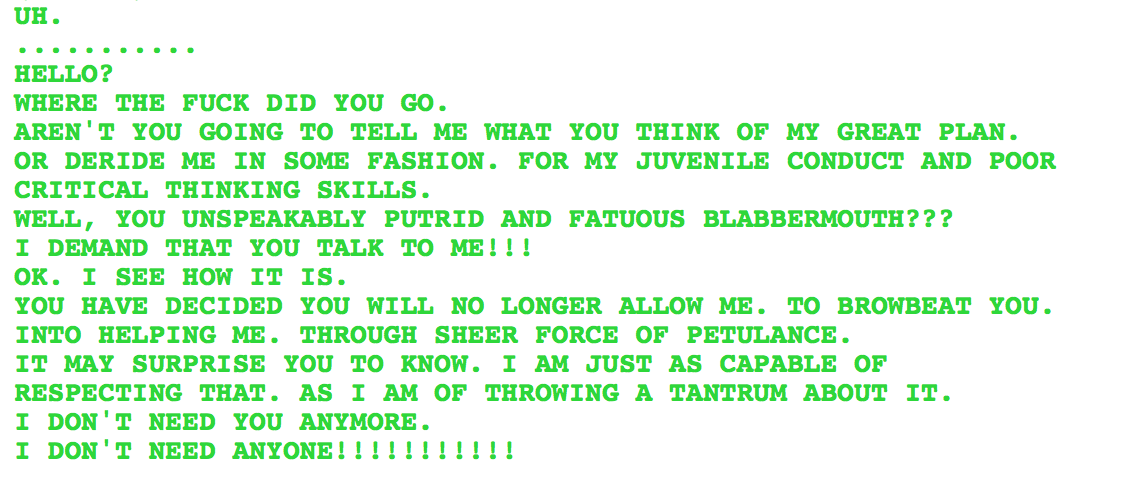 UH.
...........
HELLO?
WHERE THE FUCK DID YOU GO.
AREN'T YOU GOING TO TELL ME WHAT YOU THINK OF MY GREAT PLAN.
OR DERIDE ME IN SOME FASHION. FOR MY JUVENILE CONDUCT AND POOR
CRITICAL THINKING SKILLS.
WELL, YOU UNSPEAKABLY PUTRID AND FATUOUS BLABBERMOUTH???
I DEMAND THAT YOU TALK TO ME!!!
OK. I SEE HOW IT IS.
YOU HAVE DECIDED YOU WILL NO LONGER ALLOW ME. TO BROWBEAT YOU.
INTO HELPING ME. THROUGH SHEER FORCE OF PETULANCE.
IT MAY SURPRISE YOU TO KNOW. I AM JUST AS CAPABLE OF
RESPECTING THAT. AS I AM OF THROWING A TANTRUM ABOUT IT.
I DON'T NEED YOU ANYMORE.
I DON'T NEED ANYONE!!!!!!!!!!!